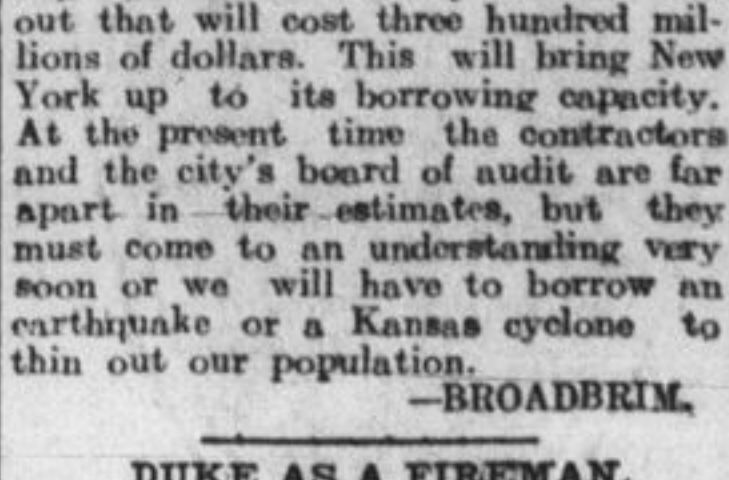 out that will cost three hundred mil-
lions of dollars. This will bring New
York up to its borrowing capacity.
At the present time the contractors
and the city's board of audit are far
apart in their estimates, but they
must come to an understanding very
soon or we will have to borrow an
earthquake or a Kansas cyclone to
thin out our population.
—BROADBRIM.
DUKE AS A FIREMAN.